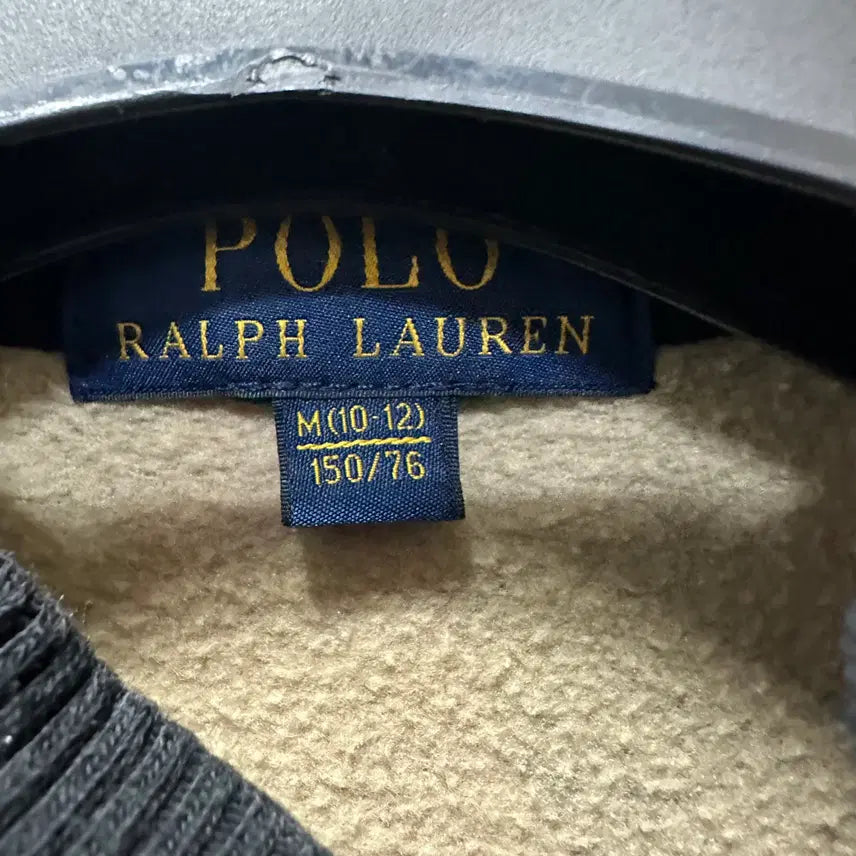 POLO
RALPH LAUREN
M(10-12)
150/76